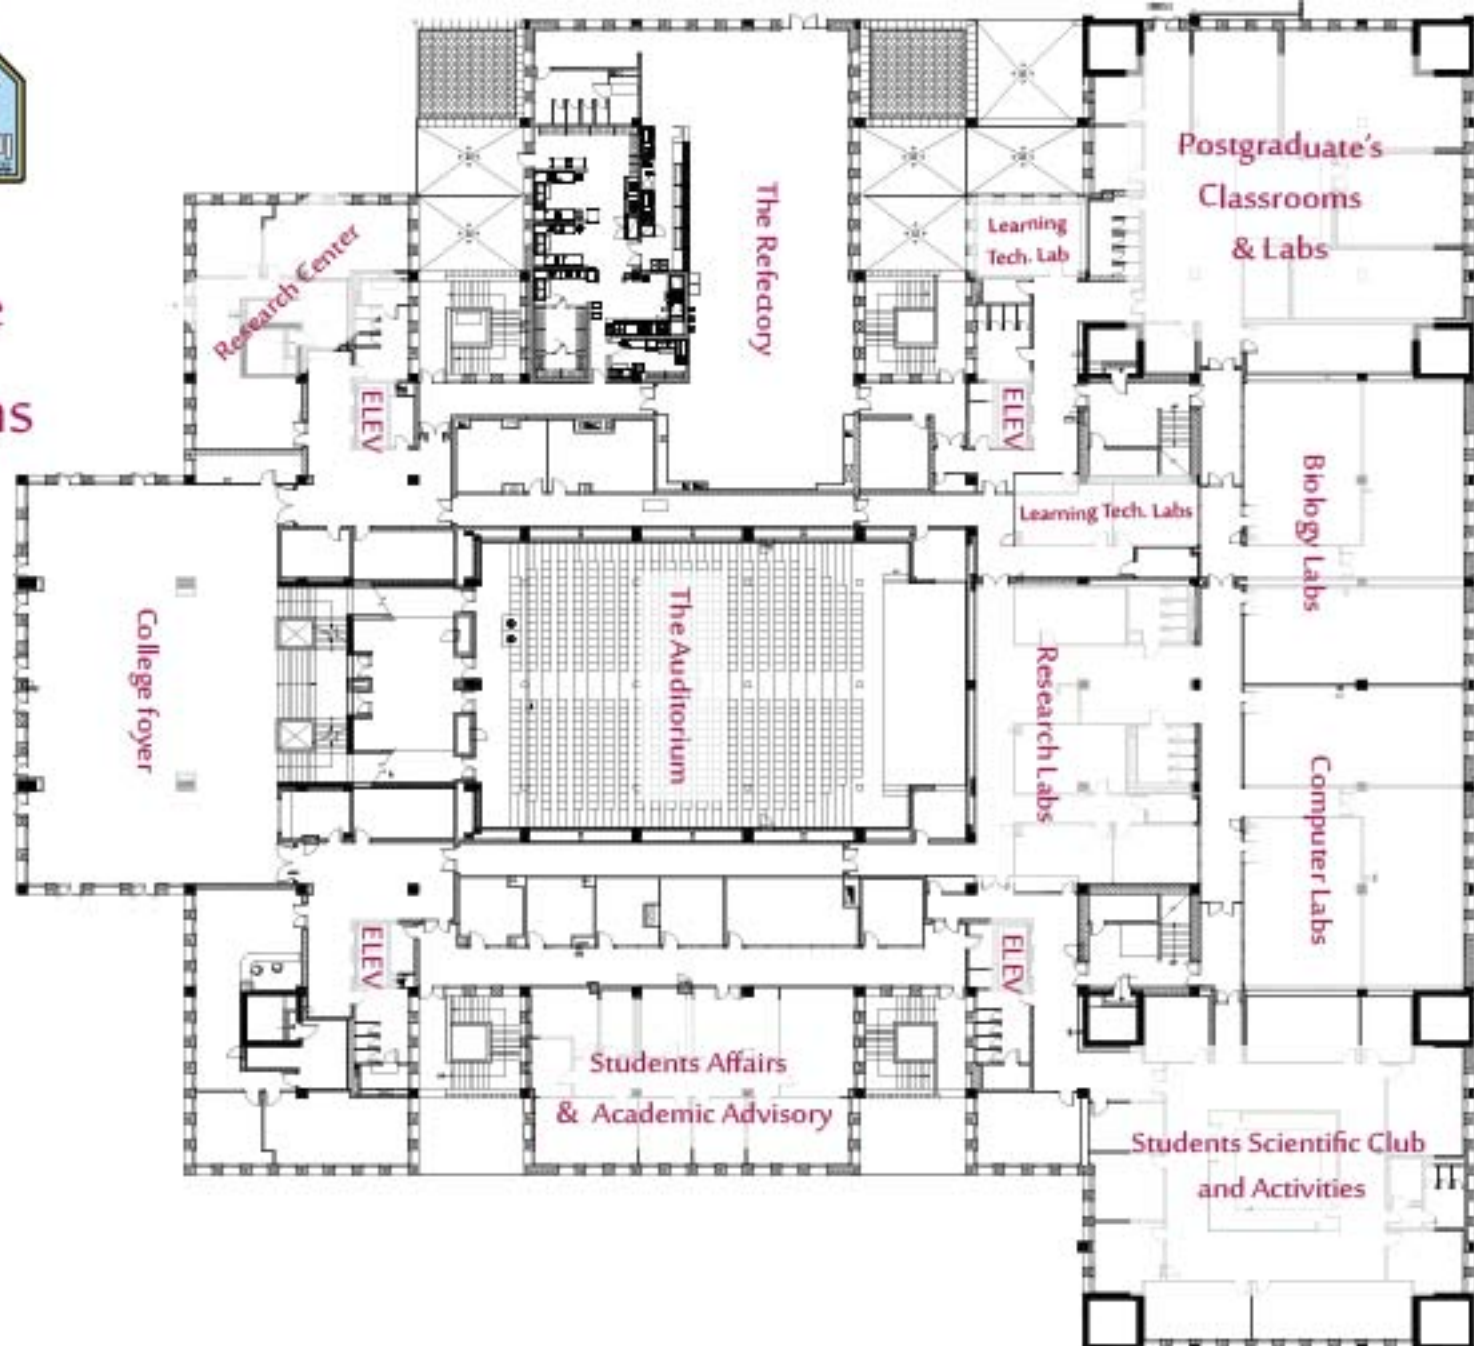 Postgraduate's
Classrooms
& Labs
The Refectory
Learning
Tech. Lab
Research Center
ELEV
ELEV
Biology Labs
Learning Tech. Labs
College foyer
The Auditorium
Research Labs
Computer Labs
ELEV
ELEV
Students Affairs
& Academic Advisory
Students Scientific Club
and Activities